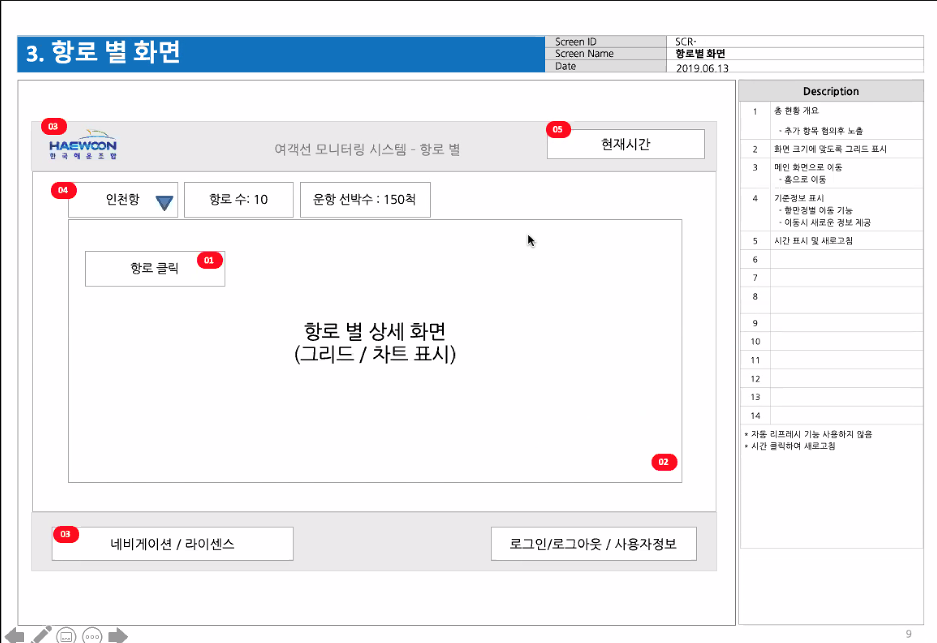 3. 항로 별 화면
Screen ID SCR-
Screen Name 항로별 화면
Date 2019.06.13
03
HAEWOON
한국해운조합
여객선 모니터링 시스템 - 항로 별
05
현재시간
04
인천항
항로 수: 10
운항 선박수 : 150척
항로 클릭
01
항로 별 상세 화면
(그리드 / 차트 표시)
02
03
네비게이션 / 라이센스
로그인/로그아웃 / 사용자정보
Description
1 총 현황 개요
- 추가 항목 협의후 노출
2 화면 크기에 맞도록 그리드 표시
3 메인 화면으로 이동
- 홈으로 이동
4 기준정보 표시
- 항만청별 이동 기능
- 이동시 새로운 정보 제공
5 시간 표시 및 새로고침
6
7
8
9
10
11
12
13
14
* 자동 리프레시 기능 사용하지 않음
* 시간 클릭하여 새로고침
9